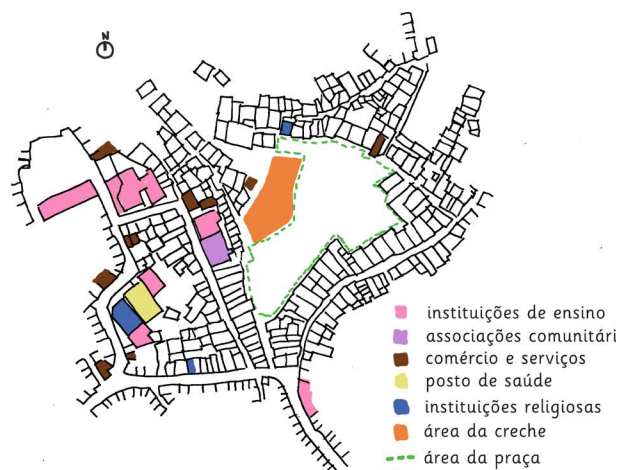 N
instituições de ensino
associações comunitári
comércio e serviços
posto de saúde
instituições religiosas
área da creche
área da praça